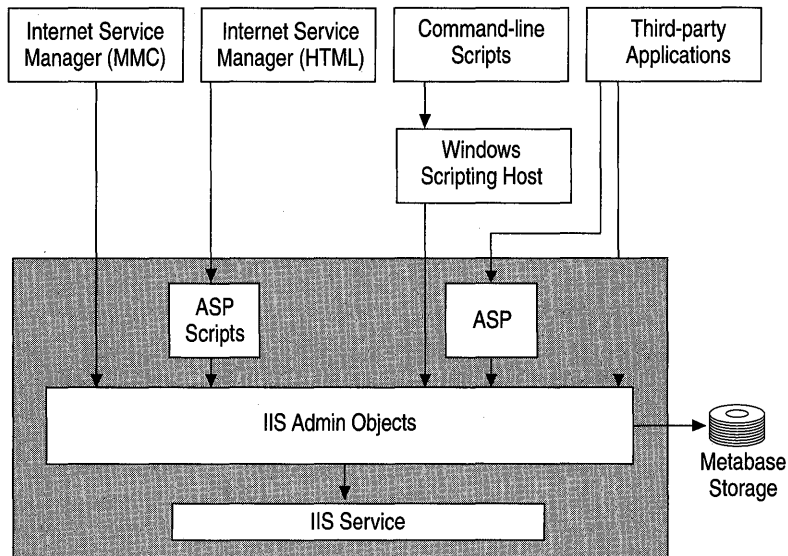 Internet Service
Manager (MMC)
Internet Service
Manager (HTML)
Command-line
Scripts
Third-party
Applications
Windows
Scripting Host
ASP
Scripts
ASP
IIS Admin Objects
Metabase
Storage
IIS Service